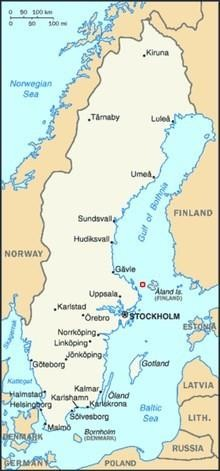 0 50 100 km
0 50 100 mi
Kiruna
Norwegian
Sea
Tärnaby
Luleå
Umeå
Gulf of Bothnia
Sundsvall
FINLAND
Hudiksvall
NORWAY
Gävle
Åland Is.
(FINLAND)
Uppsala
Karlstad
STOCKHOLM
Örebro
ESTONIA
Skagerrak
Norrköping
Linköping
Jönköping
Göteborg
Gotland
Kattegat
LATVIA
Halmstad
Kalmar
Öland
Helsingborg
Karlshamn
Karlskrona
Baltic
Sea
LITH.
Sölvesborg
DENMARK
Malmö
Bornholm
(DENMARK)
RUSSIA
GERMANY
POLAND